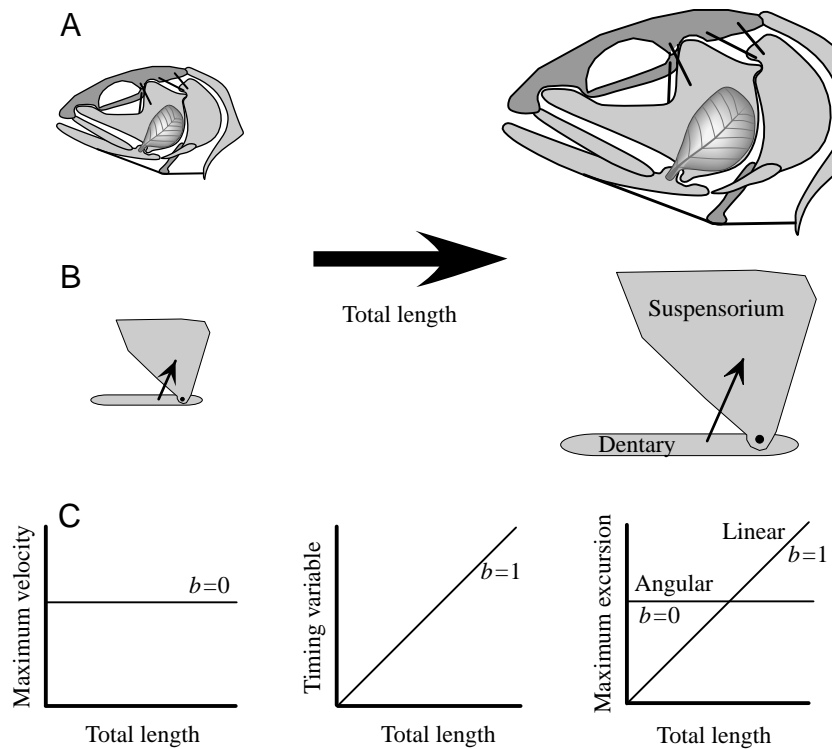 A
B
Total length
Suspensorium
Dentary
C
Maximum velocity
b=0
Total length
Timing variable
b=1
Total length
Maximum excursion
Linear
b=1
Angular
b=0
Total length